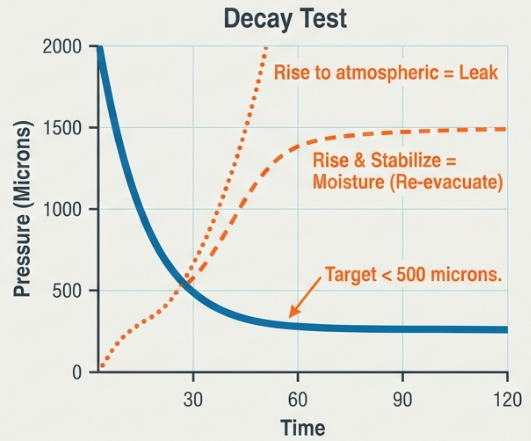 Decay Test
2000
Rise to atmospheric = Leak
1500
Rise & Stabilize =
Moisture (Re-evacuate)
1000
Target < 500 microns.
500
0
30
60
90
120
Pressure (Microns)
Time